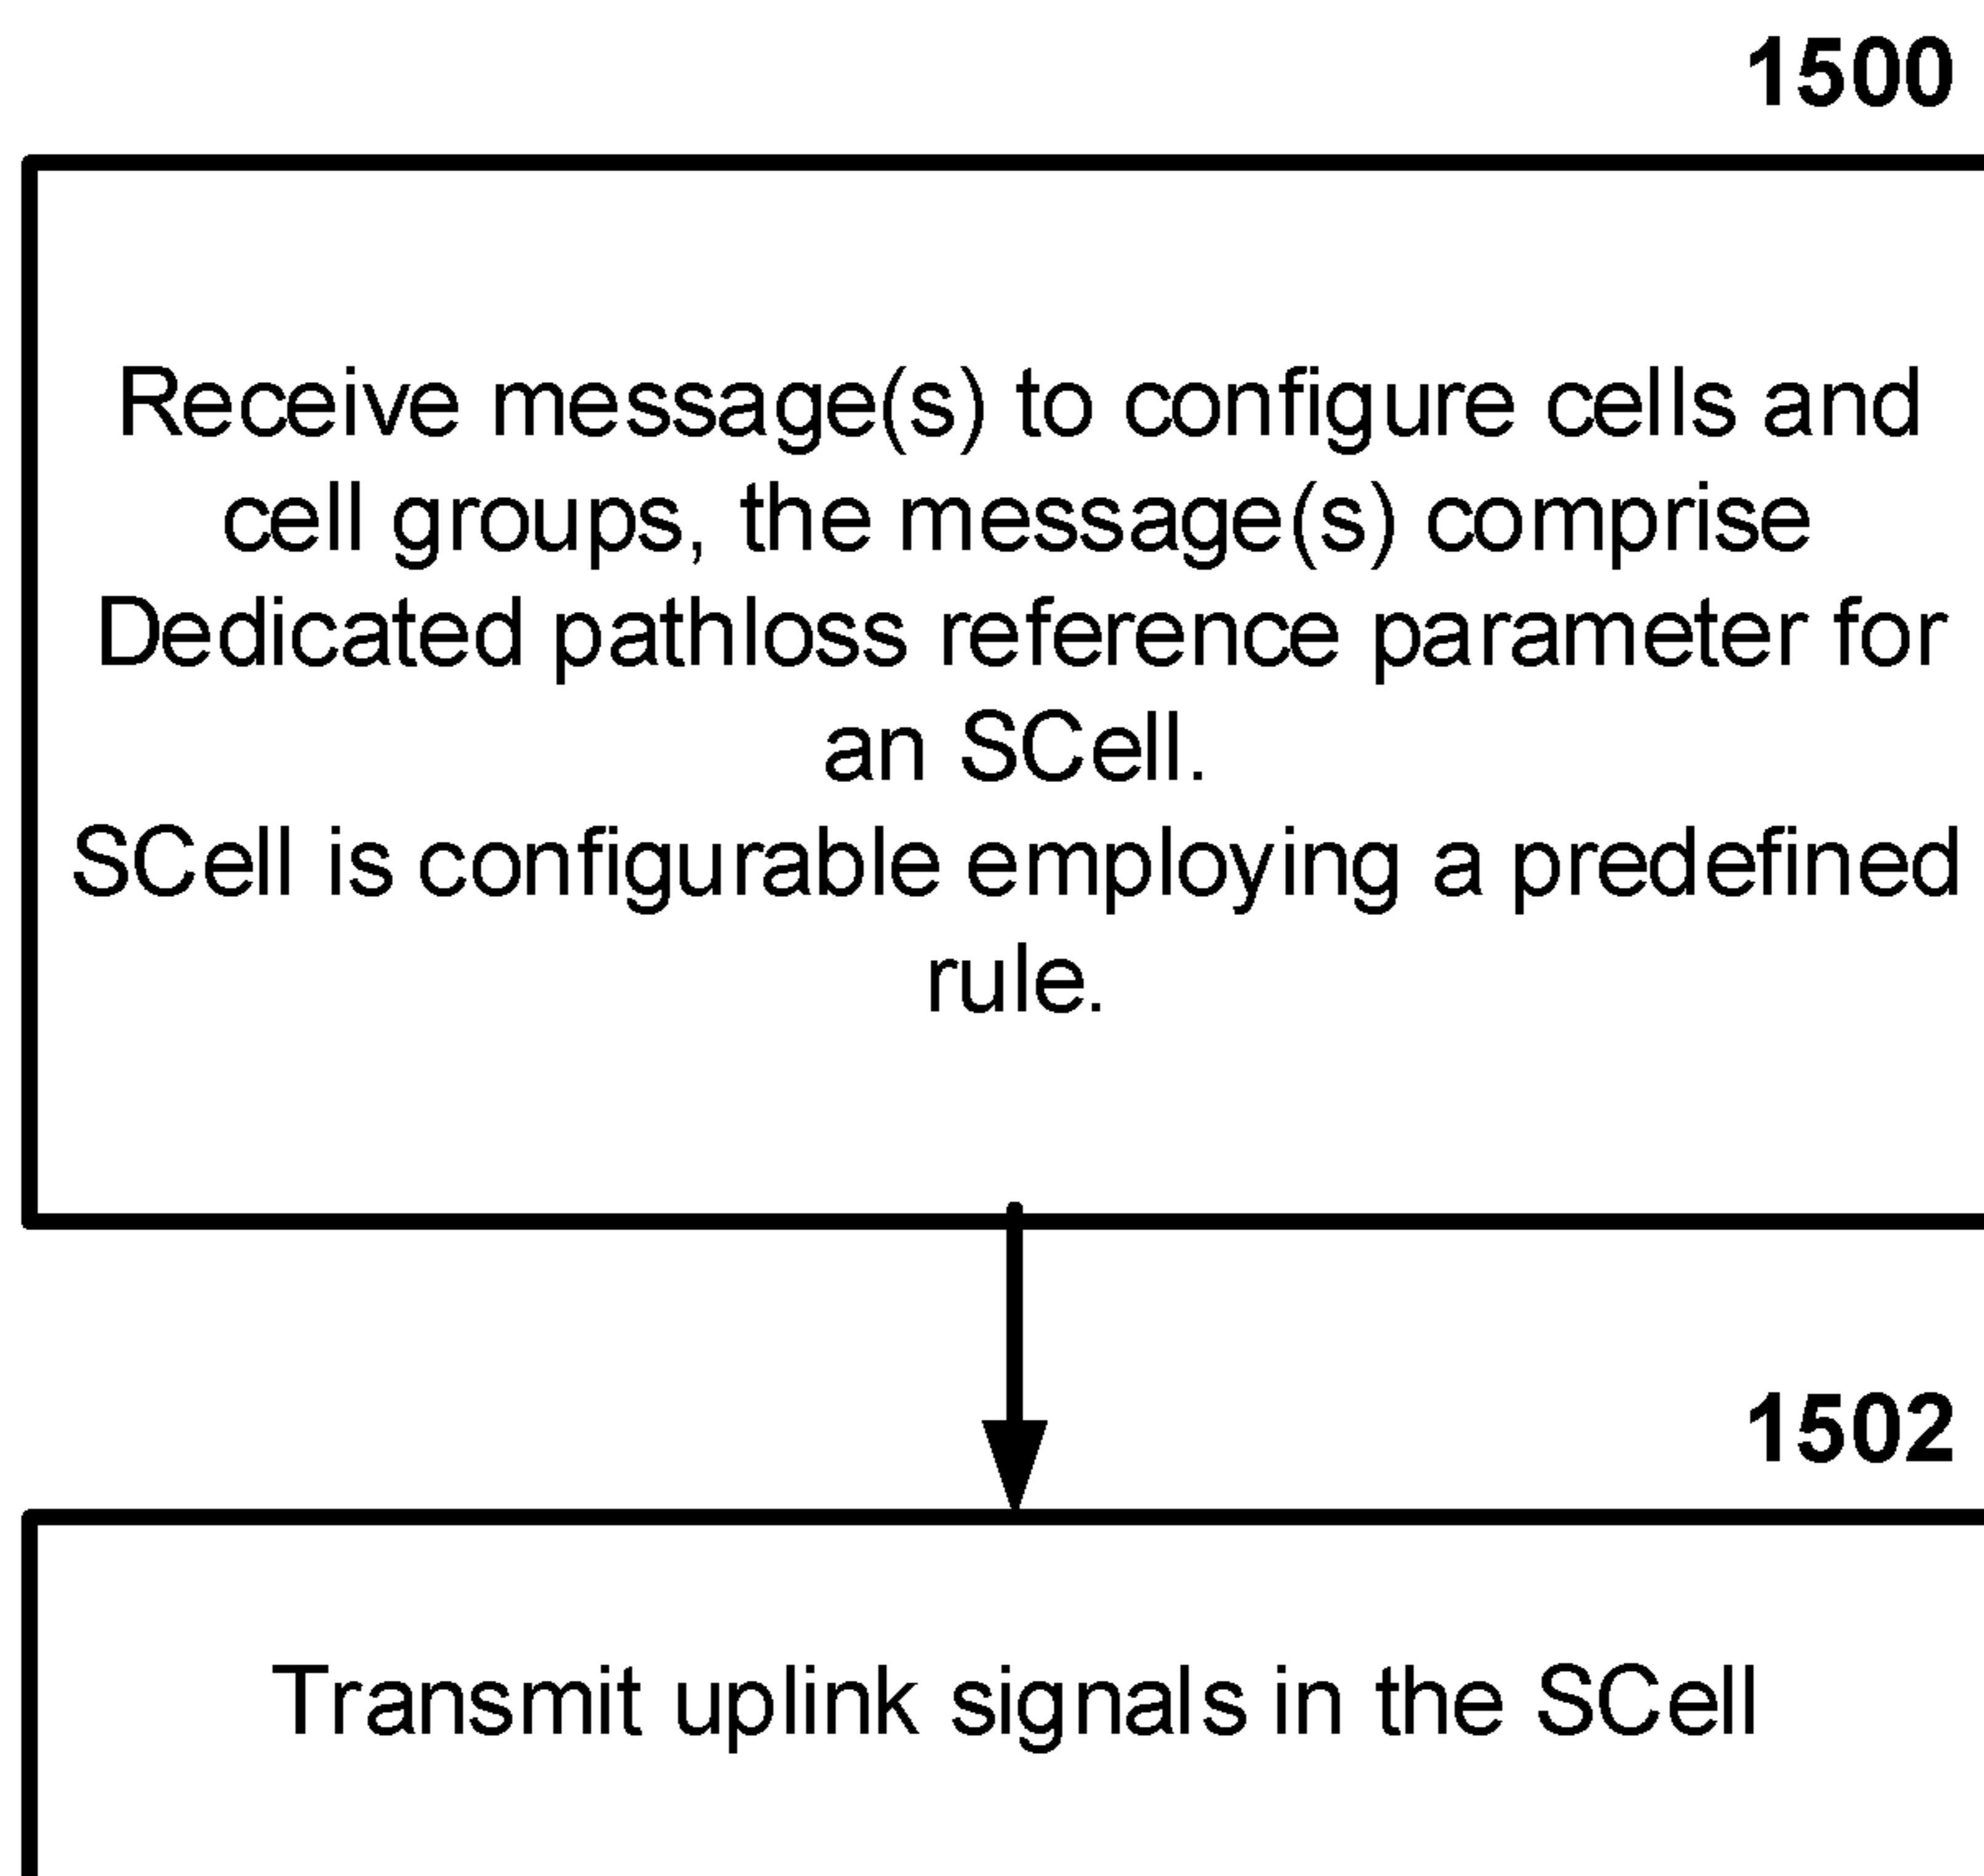 1500
Receive message(s) to configure cells and
cell groups, the message(s) comprise
Dedicated pathloss reference parameter for
an SCell.
SCell is configurable employing a predefined
rule.
1502
Transmit uplink signals in the SCell